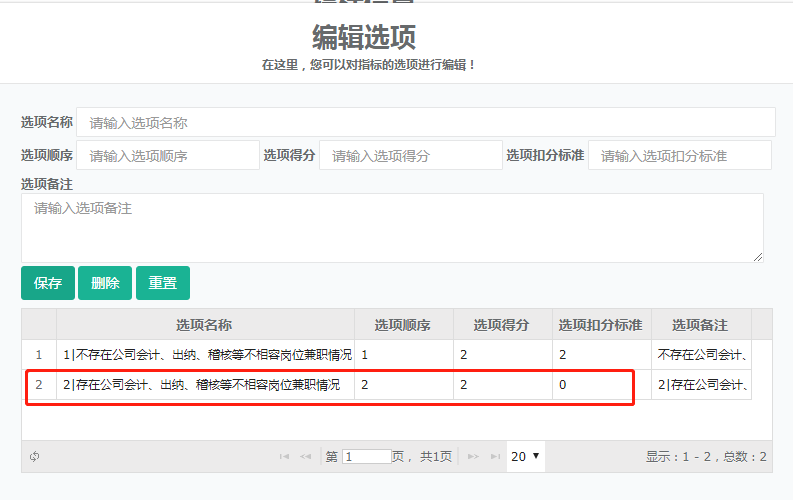 编辑选项
在这里，您可以对指标的选项进行编辑！
选项名称 请输入选项名称
选项顺序 请输入选项顺序 选项得分 请输入选项得分 选项扣分标准 请输入选项扣分标准
选项备注
请输入选项备注
保存 删除 重置
选项名称 选项顺序 选项得分 选项扣分标准 选项备注
1 1|不存在公司会计、出纳、稽核等不相容岗位兼职情况 1 2 2 不存在公司会计、
2 2|存在公司会计、出纳、稽核等不相容岗位兼职情况 2 2 0 2|存在公司会计、
第 1 页， 共1页 20 显示：1 - 2，总数：2